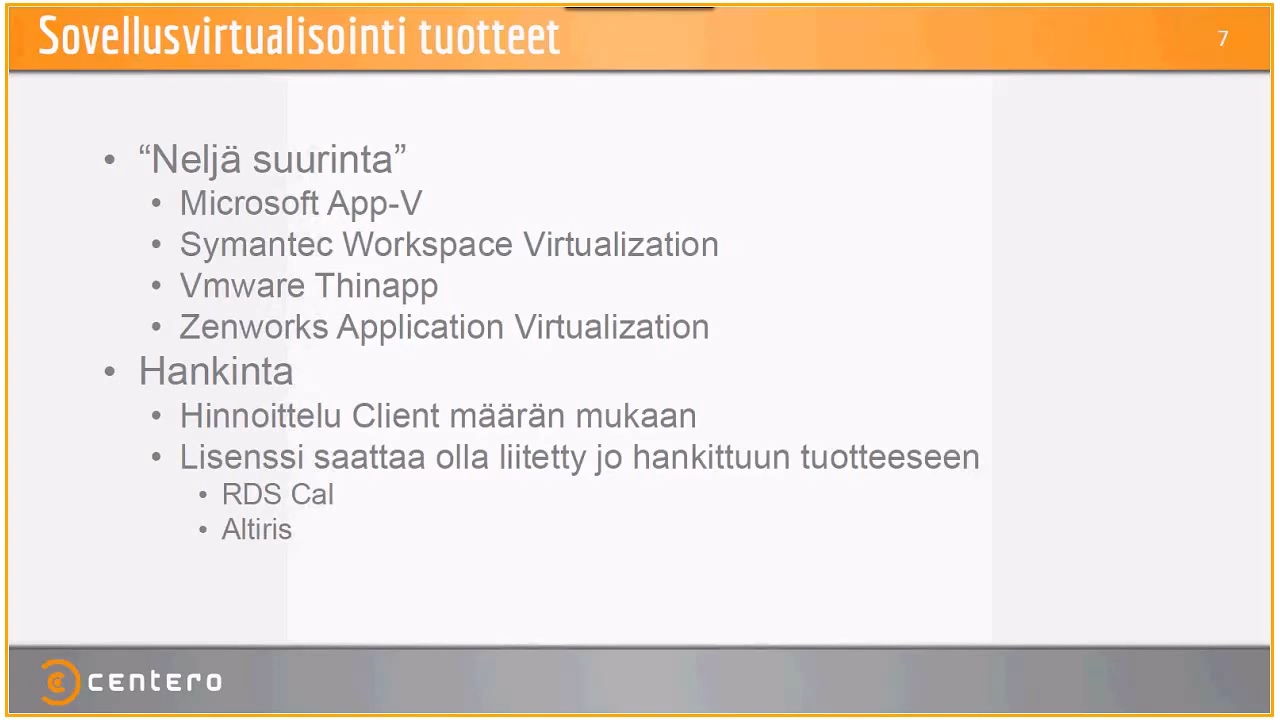 Sovellusvirtualisointi tuotteet
7
• “Neljä suurinta”
• Microsoft App-V
• Symantec Workspace Virtualization
• Vmware Thinapp
• Zenworks Application Virtualization
• Hankinta
• Hinnoittelu Client määrän mukaan
• Lisenssi saattaa olla liitetty jo hankittuun tuotteeseen
• RDS Cal
• Altiris
centero